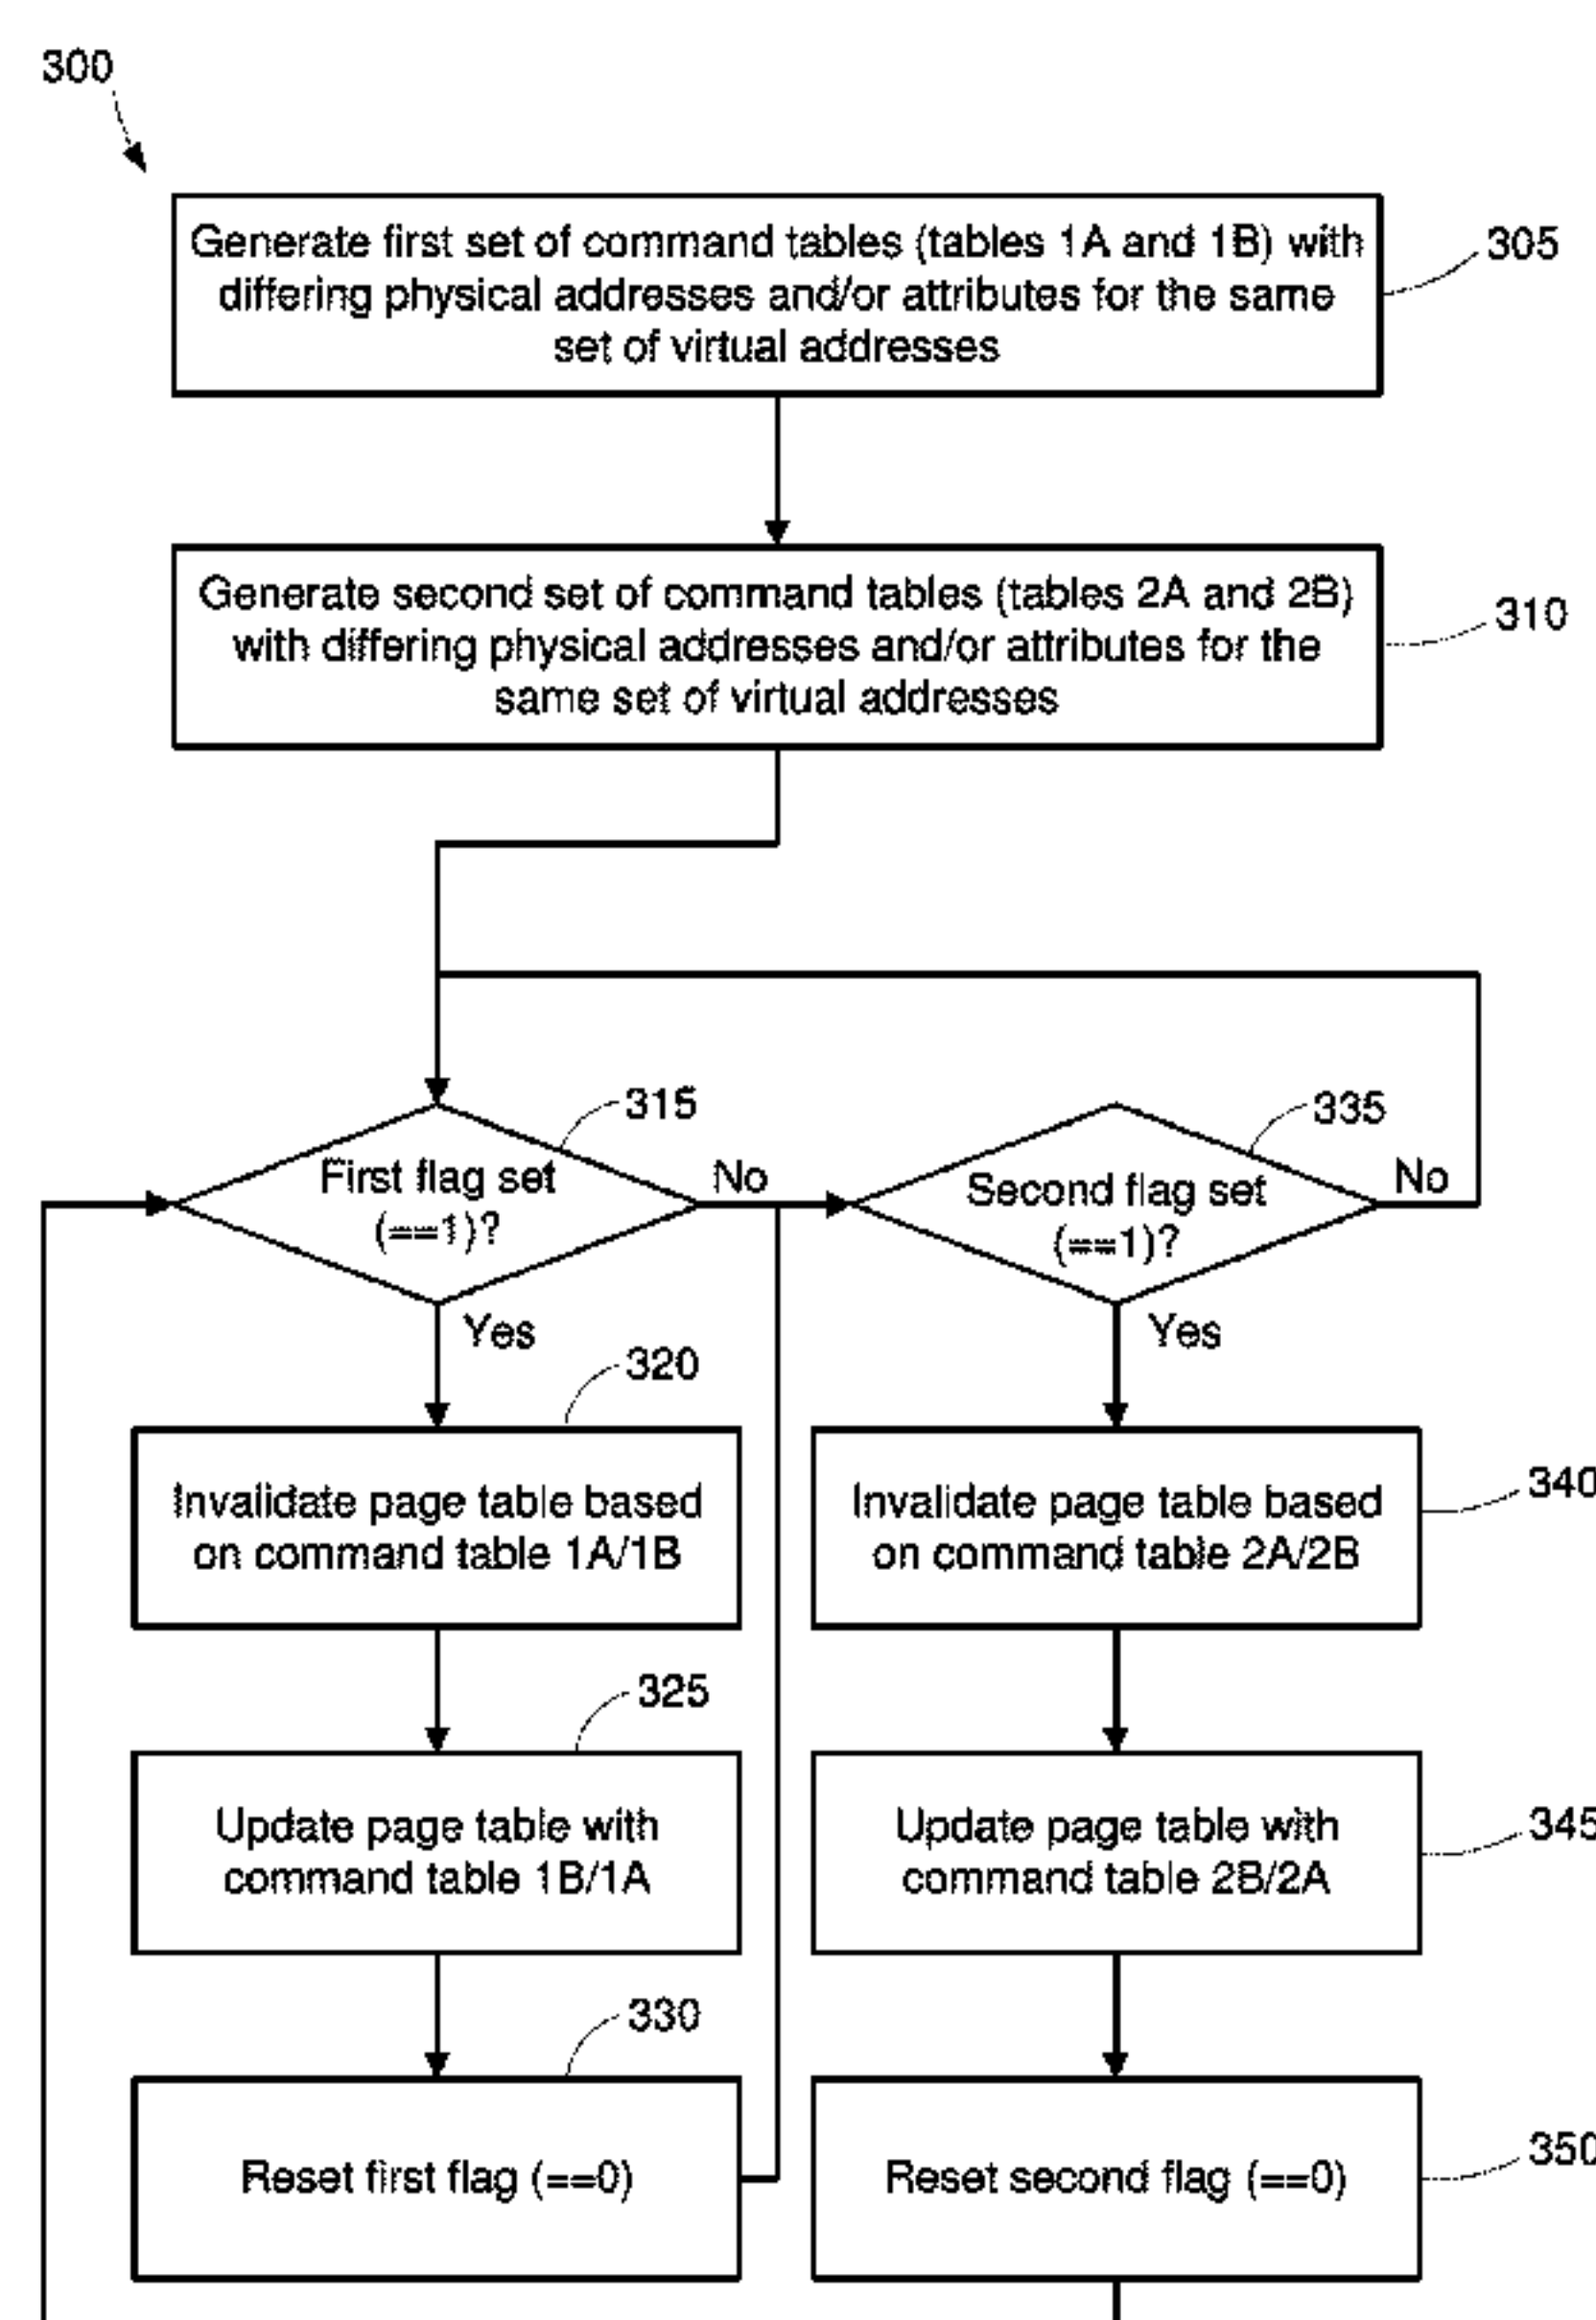 300
Generate first set of command tables (tables 1A and 1B) with
differing physical addresses and/or attributes for the same
set of virtual addresses
305
Generate second set of command tables (tables 2A and 2B)
with differing physical addresses and/or attributes for the
same set of virtual addresses
310
315
First flag set
(==1)?
No
Yes
335
Second flag set
(==1)?
No
Yes
320
Invalidate page table based
on command table 1A/1B
340
Invalidate page table based
on command table 2A/2B
325
Update page table with
command table 1B/1A
345
Update page table with
command table 2B/2A
330
Reset first flag (==0)
350
Reset second flag (==0)